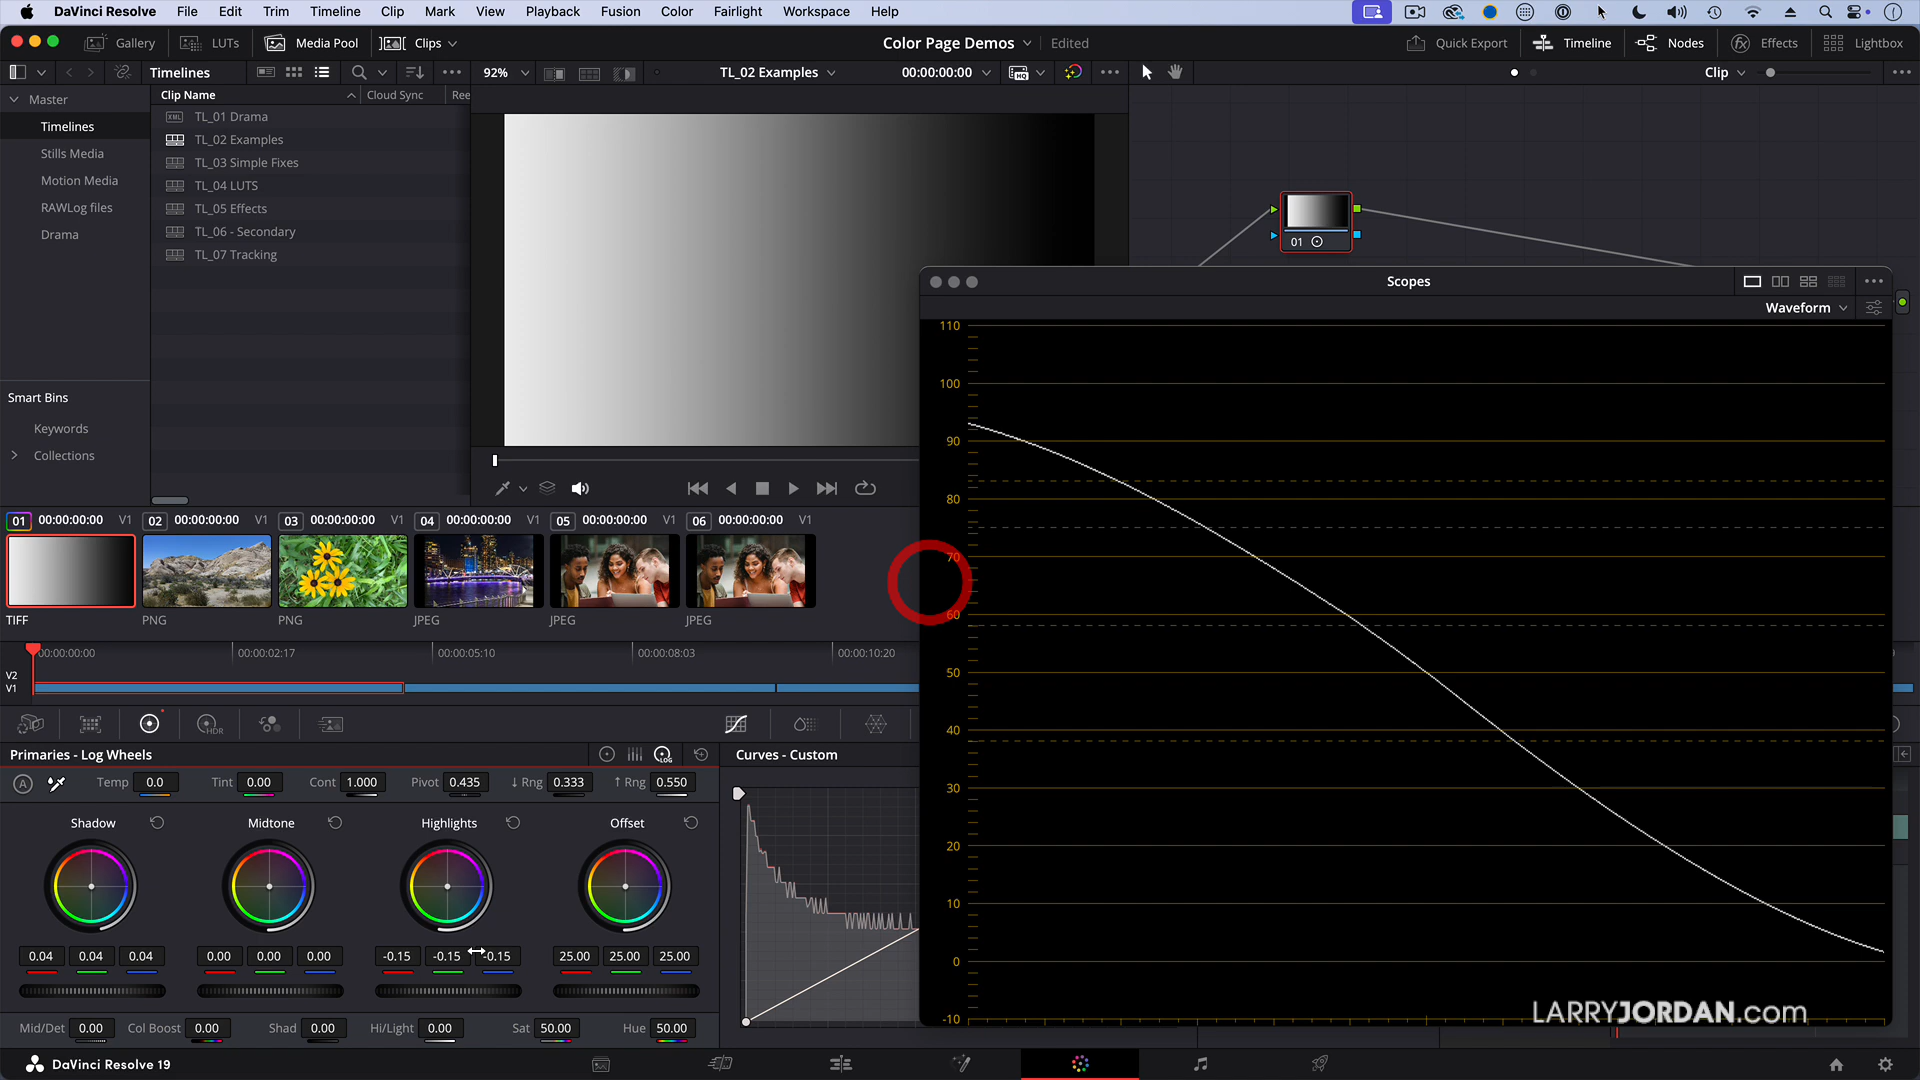 DaVinci Resolve File Edit Trim Timeline Clip Mark View Playback Fusion Color Fairlight Workspace Help
Gallery LUTs Media Pool Clips Color Page Demos Edited Quick Export Timeline Nodes Effects Lightbox
Timelines 92% TL_02 Examples 00:00:00:00 Clip
Master
Timelines
Stills Media
Motion Media
RAWLog files
Drama
Smart Bins
Keywords
Collections
Clip Name Cloud Sync Ree
TL_01 Drama
TL_02 Examples
TL_03 Simple Fixes
TL_04 LUTS
TL_05 Effects
TL_06 - Secondary
TL_07 Tracking
01
Scopes
Waveform
110
100
90
80
70
60
50
40
30
20
10
0
-10
01 00:00:00:00 V1 02 00:00:00:00 V1 03 00:00:00:00 V1 04 00:00:00:00 V1 05 00:00:00:00 V1 06 00:00:00:00 V1
TIFF PNG PNG JPEG JPEG JPEG
00:00:00:00 00:00:02:17 00:00:05:10 00:00:08:03 00:00:10:20
V2
V1
HDR
Primaries - Log Wheels LOG Curves - Custom
A Temp 0.0 Tint 0.00 Cont 1.000 Pivot 0.435 ↓ Rng 0.333 ↑ Rng 0.550
Shadow Midtone Highlights Offset
0.04 0.04 0.04 0.00 0.00 0.00 -0.15 -0.15 -0.15 25.00 25.00 25.00
Mid/Det 0.00 Col Boost 0.00 Shad 0.00 Hi/Light 0.00 Sat 50.00 Hue 50.00
LARRYJORDAN.com
DaVinci Resolve 19